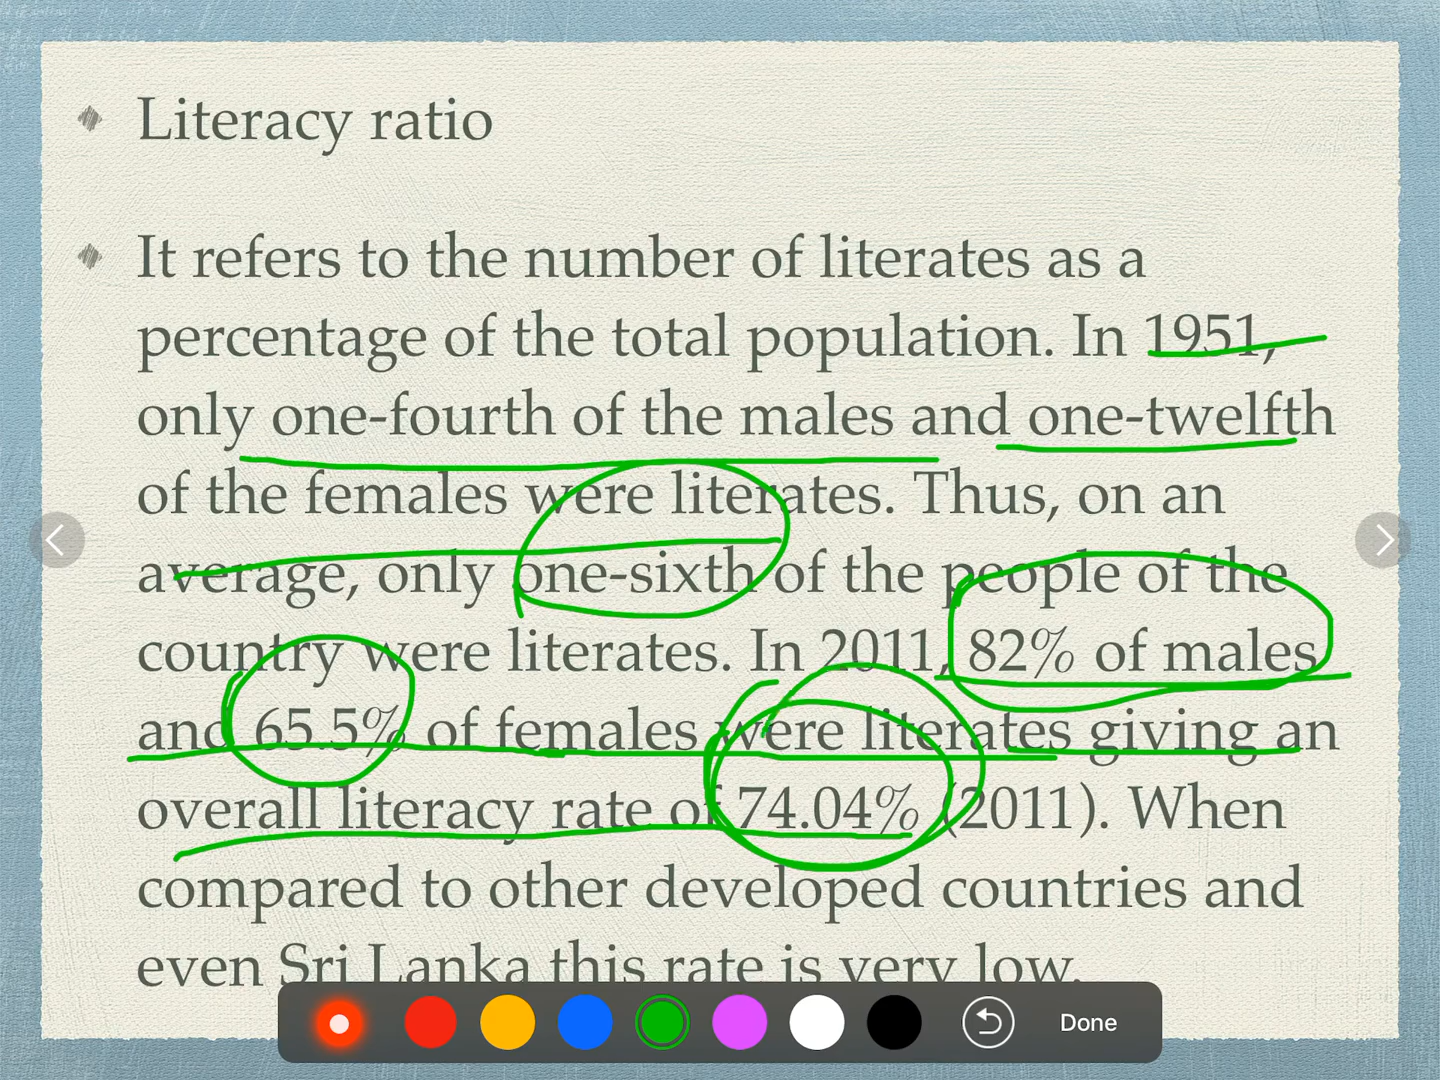 Literacy ratio
It refers to the number of literates as a
percentage of the total population. In 1951,
only one-fourth of the males and one-twelfth
of the females were literates. Thus, on an
average, only one-sixth of the people of the
country were literates. In 2011, 82% of males
and 65.5% of females were literates giving an
overall literacy rate of 74.04% (2011). When
compared to other developed countries and
even Sri Lanka this rate is very low.
Done